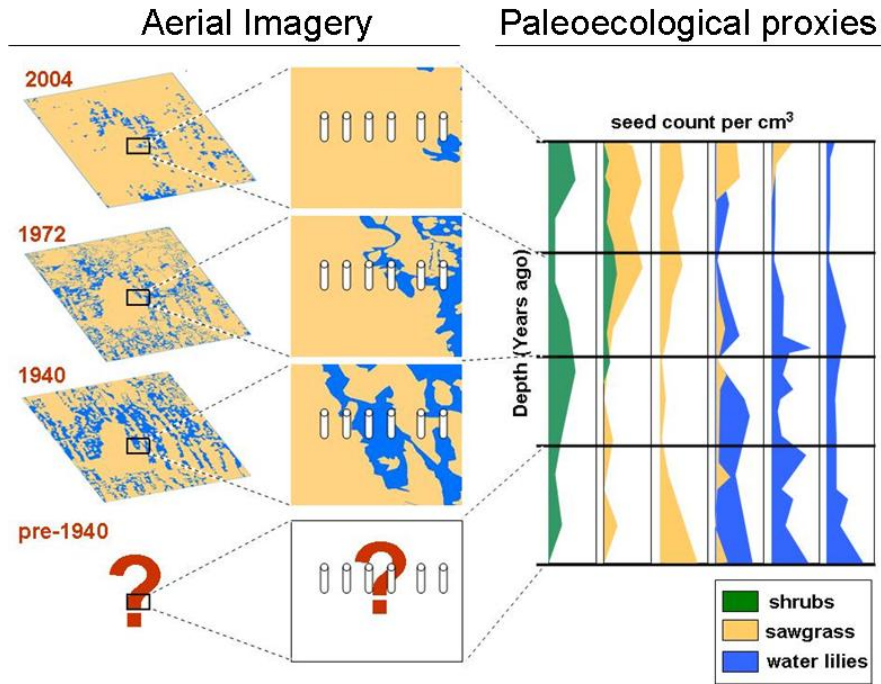 Aerial Imagery
Paleoecological proxies
2004
1972
1940
pre-1940
?
?
seed count per cm³
Depth (Years ago)
shrubs
sawgrass
water lilies